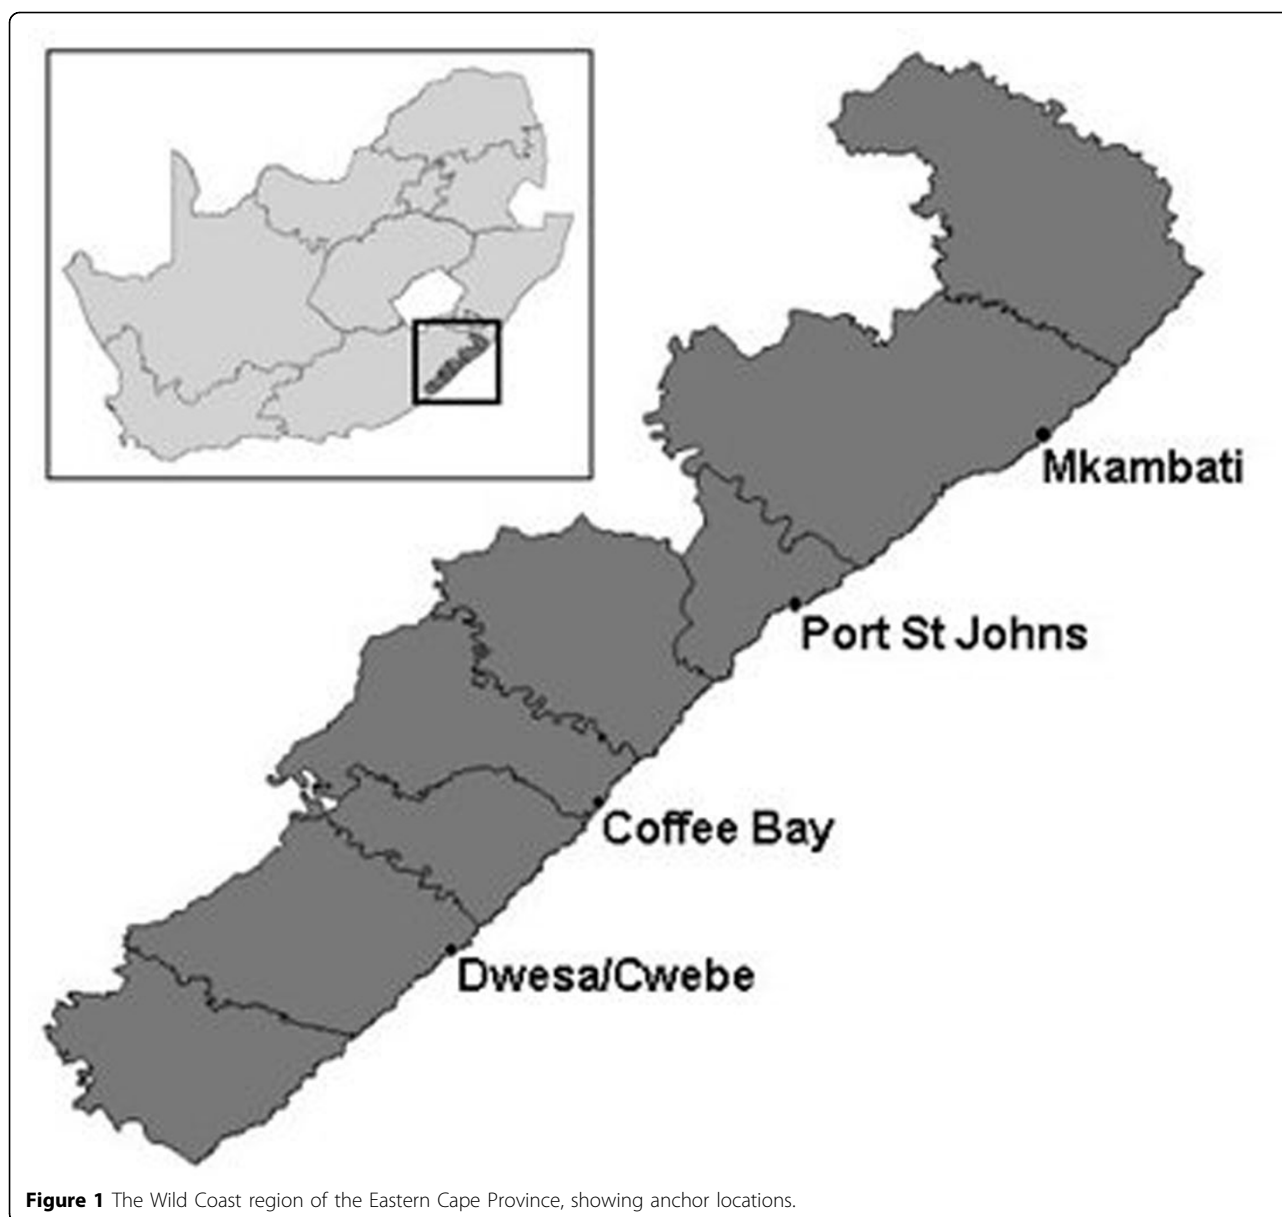 Mkambati
Port St Johns
Coffee Bay
Dwesa/Cwebe
Figure 1 The Wild Coast region of the Eastern Cape Province, showing anchor locations.